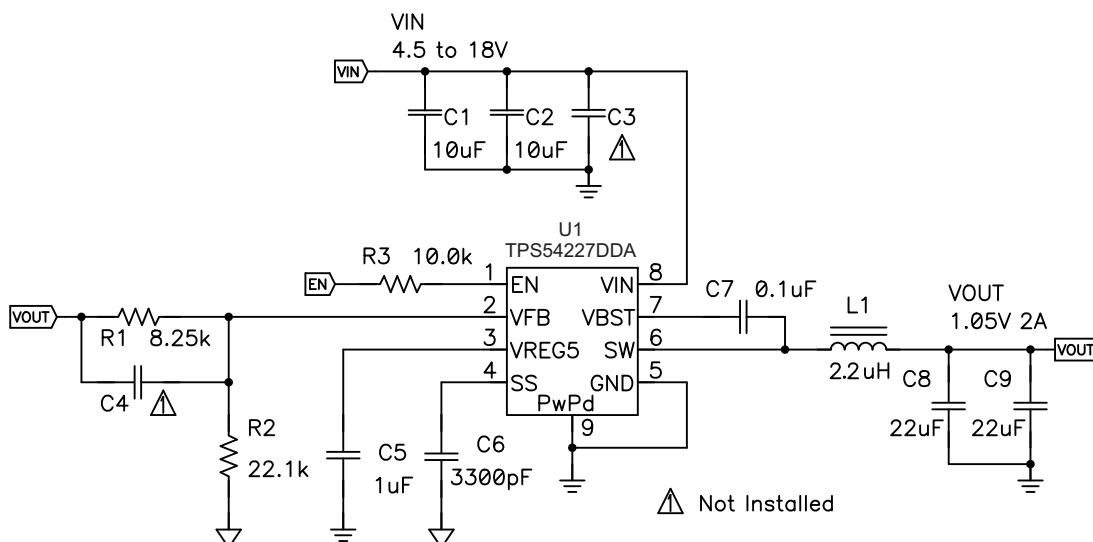 VIN
4.5 to 18V
VIN
C1
C2
C3
10uF
10uF
1
U1
TPS54227DDA
R3 10.0k
EN
1
EN
VIN
8
C7 0.1uF
VOUT
2
VFB
VBST
7
L1
VOUT
1.05V 2A
R1 8.25k
3
VREG5
SW
6
VOUT
2.2uH
4
SS
GND
5
C8
C9
C4
1
PwPd
9
22uF
22uF
R2
22.1k
C5
1uF
C6
3300pF
1 Not Installed